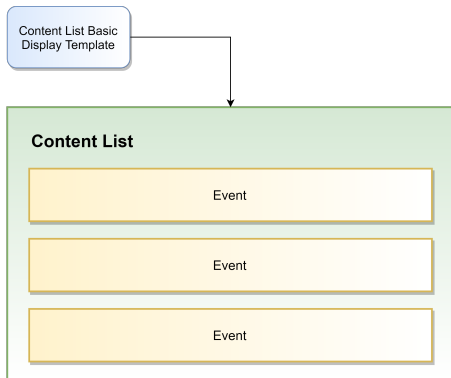 Content List Basic
Display Template
Content List
Event
Event
Event